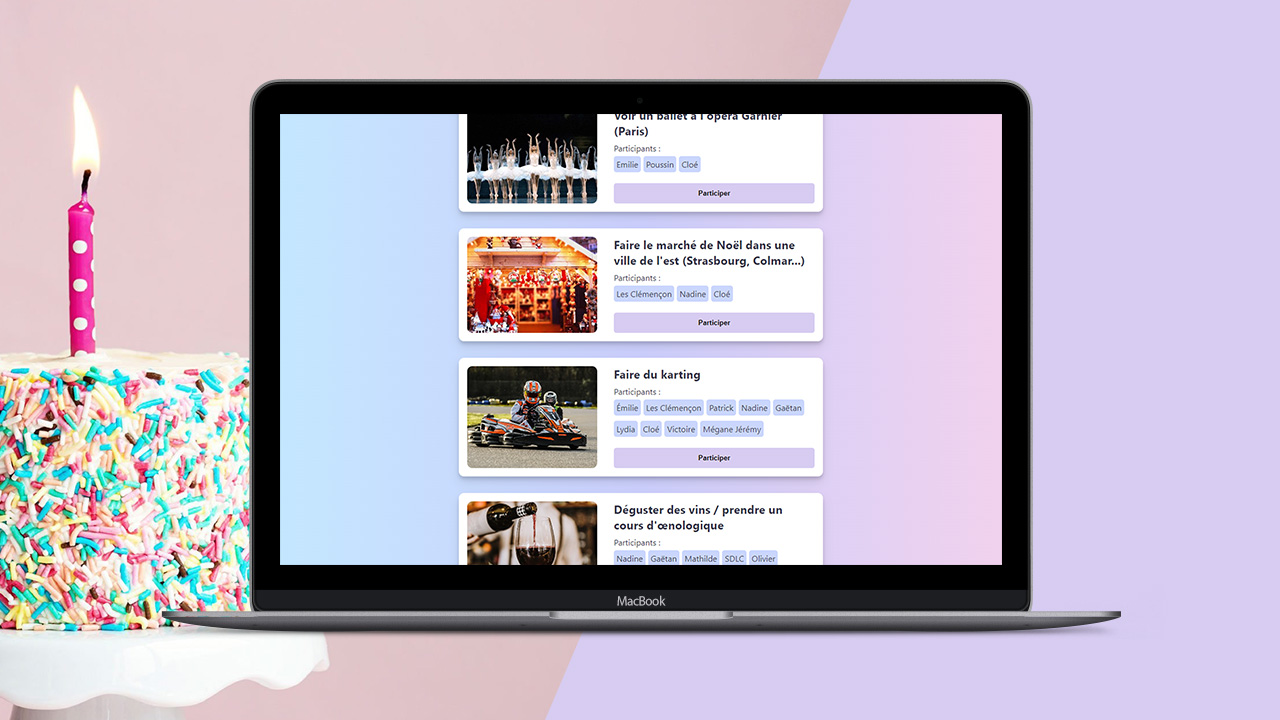 Voir un ballet à l'opéra Garnier
(Paris)
Participants :
Emilie Poussin Cloé
Participer
Faire le marché de Noël dans une
ville de l'est (Strasbourg, Colmar...)
Participants :
Les Clémençon Nadine Cloé
Participer
Faire du karting
Participants :
Émilie Les Clémençon Patrick Nadine Gaëtan
Lydia Cloé Victoire Mégane Jérémy
Participer
Déguster des vins / prendre un
cours d'œnologique
Participants :
Nadine Gaëtan Mathilde SDLC Olivier
MacBook